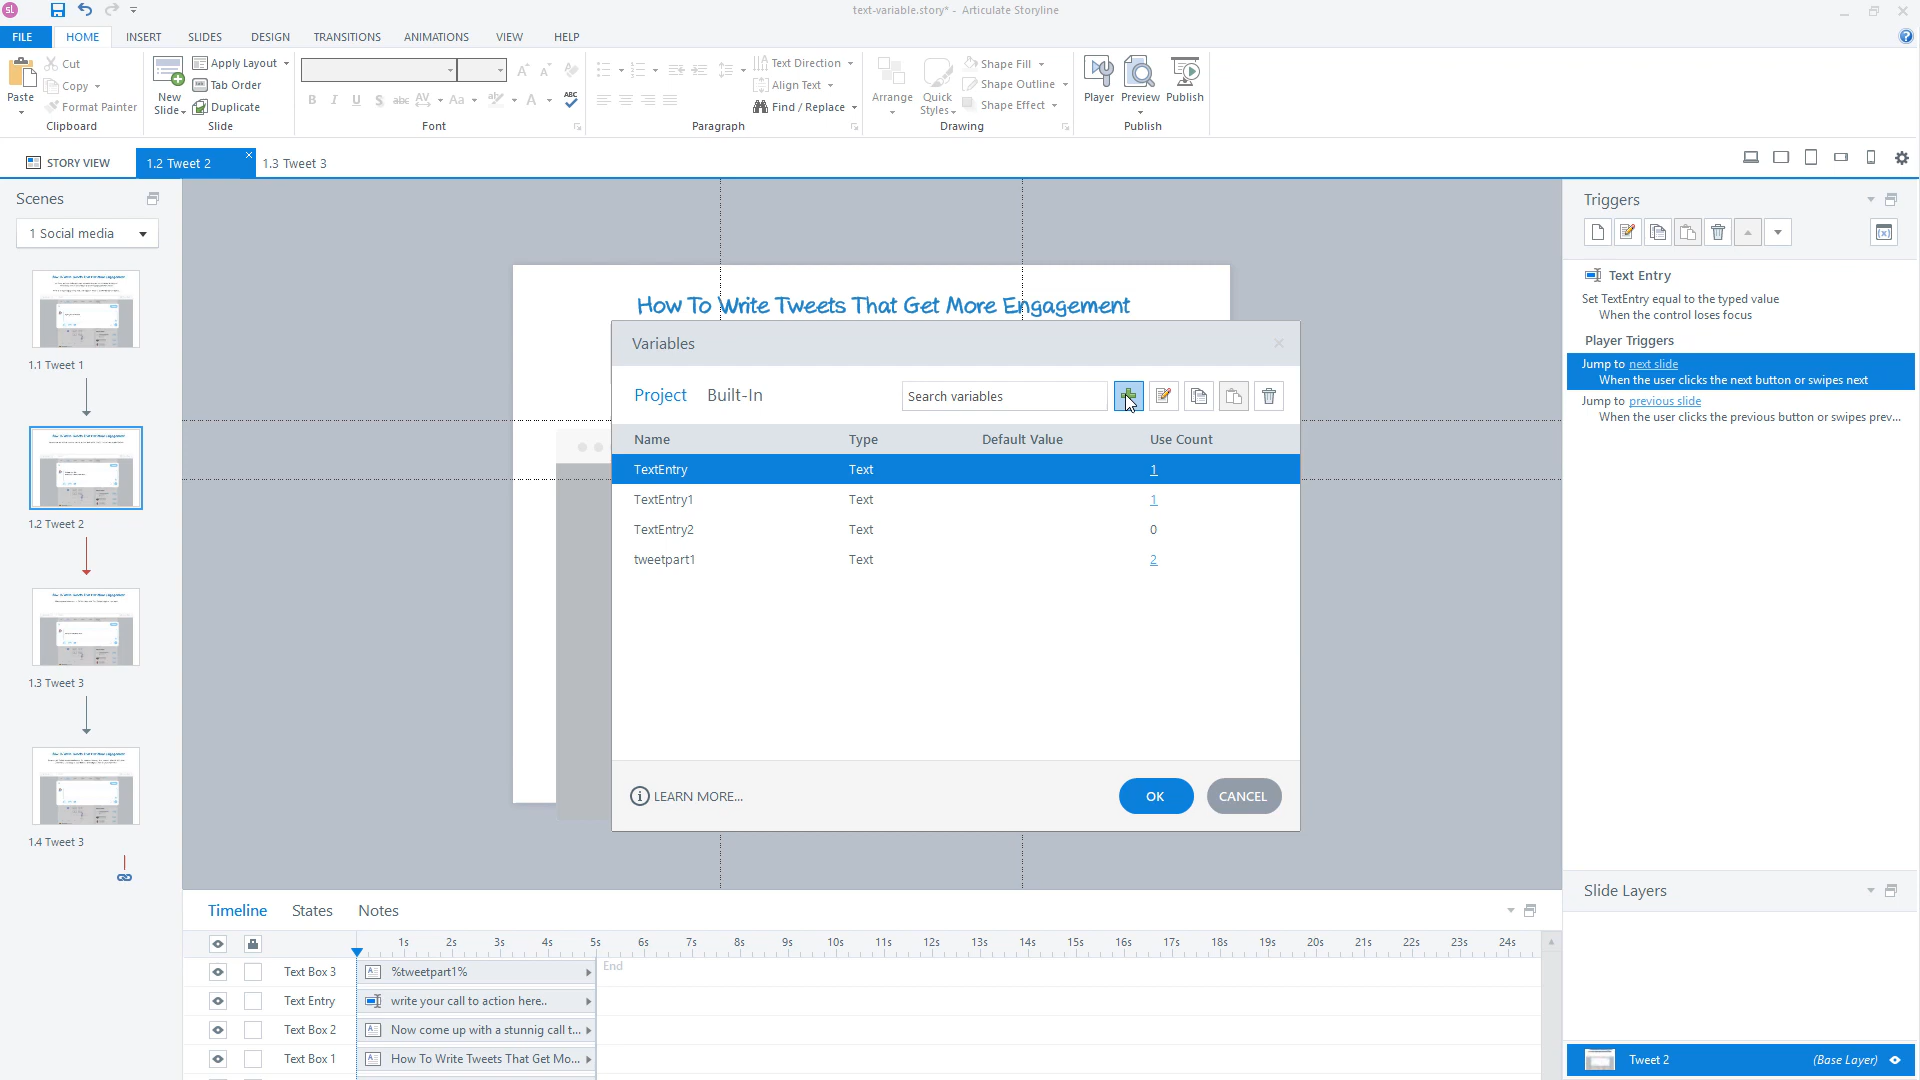 sl
text-variable.story* - Articulate Storyline
FILE
HOME
INSERT
SLIDES
DESIGN
TRANSITIONS
ANIMATIONS
VIEW
HELP
Paste
Cut
Copy
Format Painter
Clipboard
New
Slide
Apply Layout
Tab Order
Duplicate
Slide
B I U S abc AV Aa A
ABC
Font
Text Direction
Align Text
Find / Replace
Paragraph
Arrange
Quick
Styles
Shape Fill
Shape Outline
Shape Effect
Drawing
Player
Preview
Publish
Publish
STORY VIEW
1.2 Tweet 2
1.3 Tweet 3
Scenes
1 Social media
1.1 Tweet 1
1.2 Tweet 2
1.3 Tweet 3
1.4 Tweet 3
How To Write Tweets That Get More Engagement
Variables
Project
Built-In
Search variables
Name Type Default Value Use Count
TextEntry Text 1
TextEntry1 Text 1
TextEntry2 Text 0
tweetpart1 Text 2
LEARN MORE...
OK
CANCEL
Triggers
Text Entry
Set TextEntry equal to the typed value
When the control loses focus
Player Triggers
Jump to next slide
When the user clicks the next button or swipes next
Jump to previous slide
When the user clicks the previous button or swipes prev...
Timeline
States
Notes
1s 2s 3s 4s 5s 6s 7s 8s 9s 10s 11s 12s 13s 14s 15s 16s 17s 18s 19s 20s 21s 22s 23s 24s
Text Box 3 %tweetpart1% End
Text Entry write your call to action here..
Text Box 2 Now come up with a stunnig call t...
Text Box 1 How To Write Tweets That Get Mo...
Slide Layers
Tweet 2 (Base Layer)